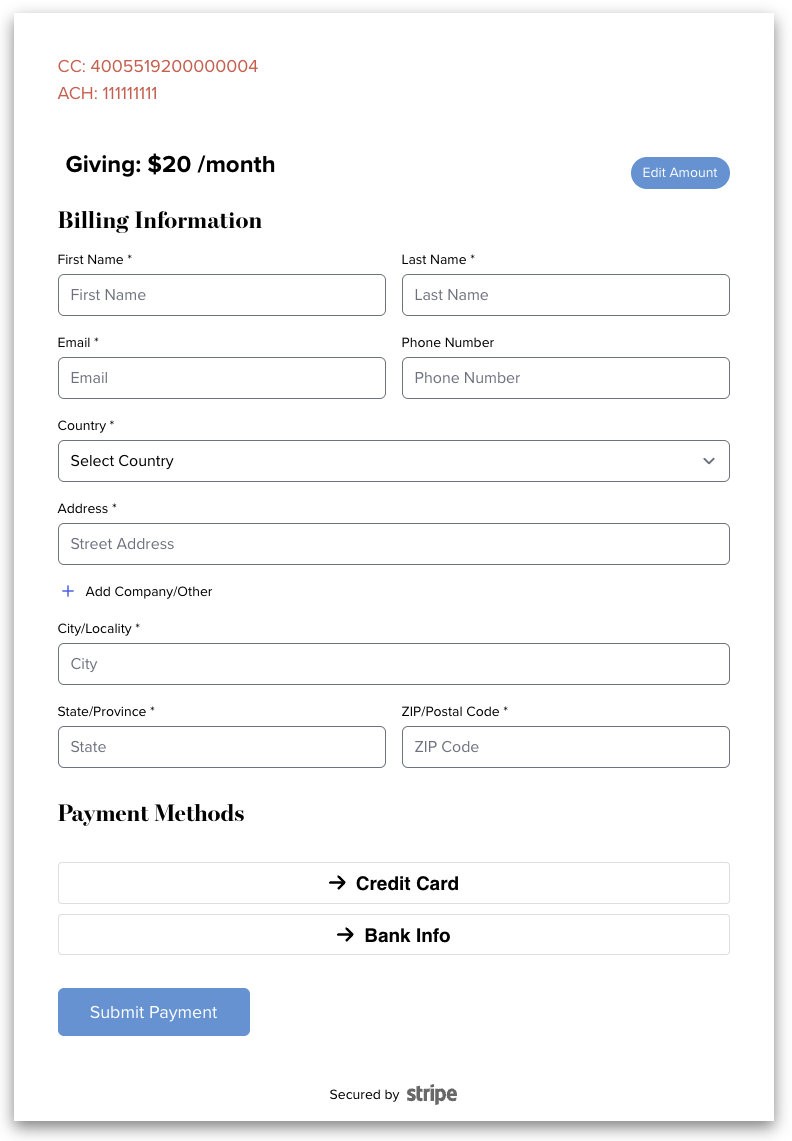 CC: 4005519200000004
ACH: 111111111
Giving: $20 /month
Edit Amount
Billing Information
First Name * Last Name *
First Name Last Name
Email * Phone Number
Email Phone Number
Country *
Select Country
Address *
Street Address
+ Add Company/Other
City/Locality *
City
State/Province * ZIP/Postal Code *
State ZIP Code
Payment Methods
→ Credit Card
→ Bank Info
Submit Payment
Secured by stripe